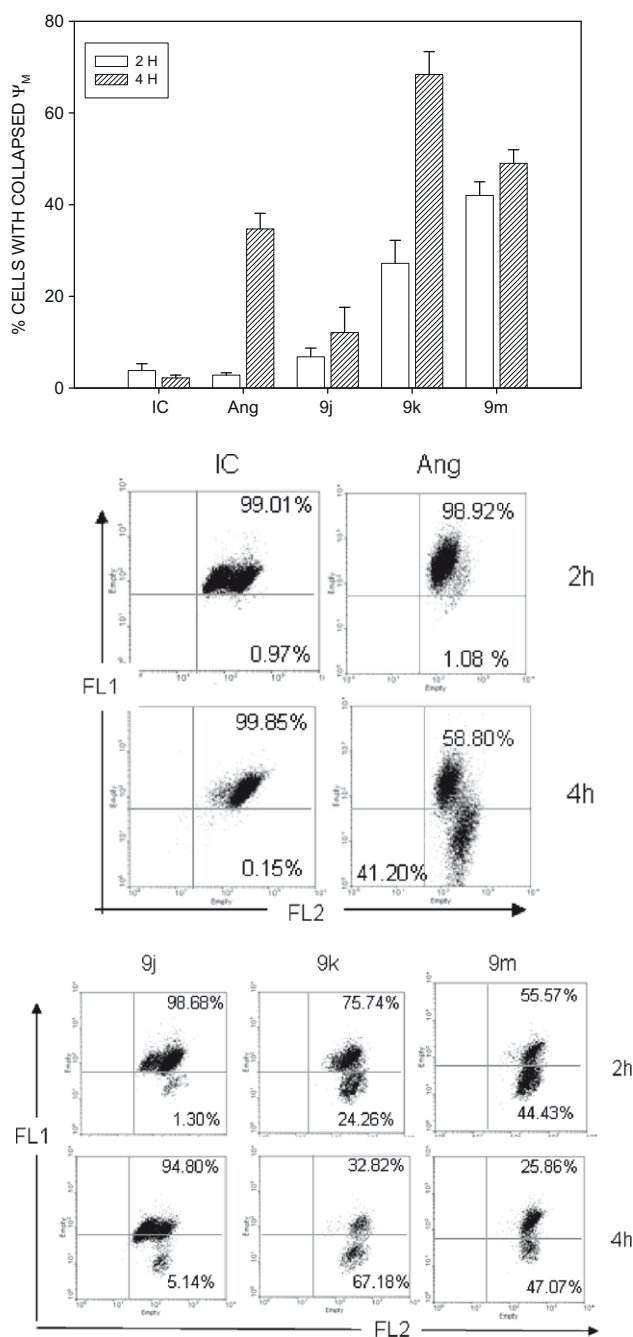 % CELLS WITH COLLAPSED ΨM
80
60
40
20
0
2 H
4 H
IC Ang 9j 9k 9m
IC Ang
99.01%
0.97%
98.92%
1.08 %
2h
FL1
99.85%
0.15%
58.80%
41.20%
4h
FL2
9j 9k 9m
98.68%
1.30%
75.74%
24.26%
55.57%
44.43%
2h
FL1
94.80%
5.14%
32.82%
67.18%
25.86%
47.07%
4h
FL2
Empty